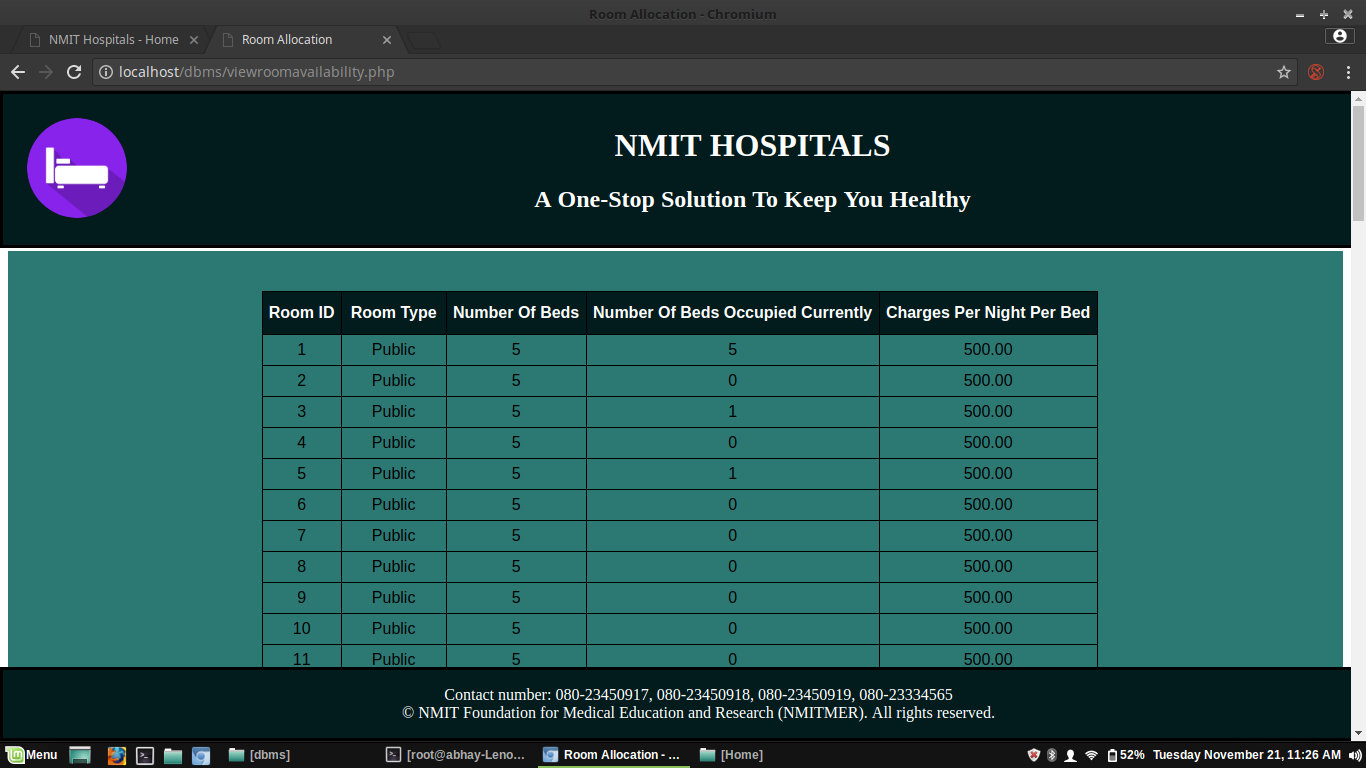 Room Allocation - Chromium
NMIT Hospitals - Home
Room Allocation
localhost/dbms/viewroomavailability.php
NMIT HOSPITALS
A One-Stop Solution To Keep You Healthy
Room ID Room Type Number Of Beds Number Of Beds Occupied Currently Charges Per Night Per Bed
1 Public 5 5 500.00
2 Public 5 0 500.00
3 Public 5 1 500.00
4 Public 5 0 500.00
5 Public 5 1 500.00
6 Public 5 0 500.00
7 Public 5 0 500.00
8 Public 5 0 500.00
9 Public 5 0 500.00
10 Public 5 0 500.00
11 Public 5 0 500.00
Contact number: 080-23450917, 080-23450918, 080-23450919, 080-23334565
© NMIT Foundation for Medical Education and Research (NMITMER). All rights reserved.
Menu [dbms] [root@abhay-Leno... Room Allocation - ... [Home] 52% Tuesday November 21, 11:26 AM